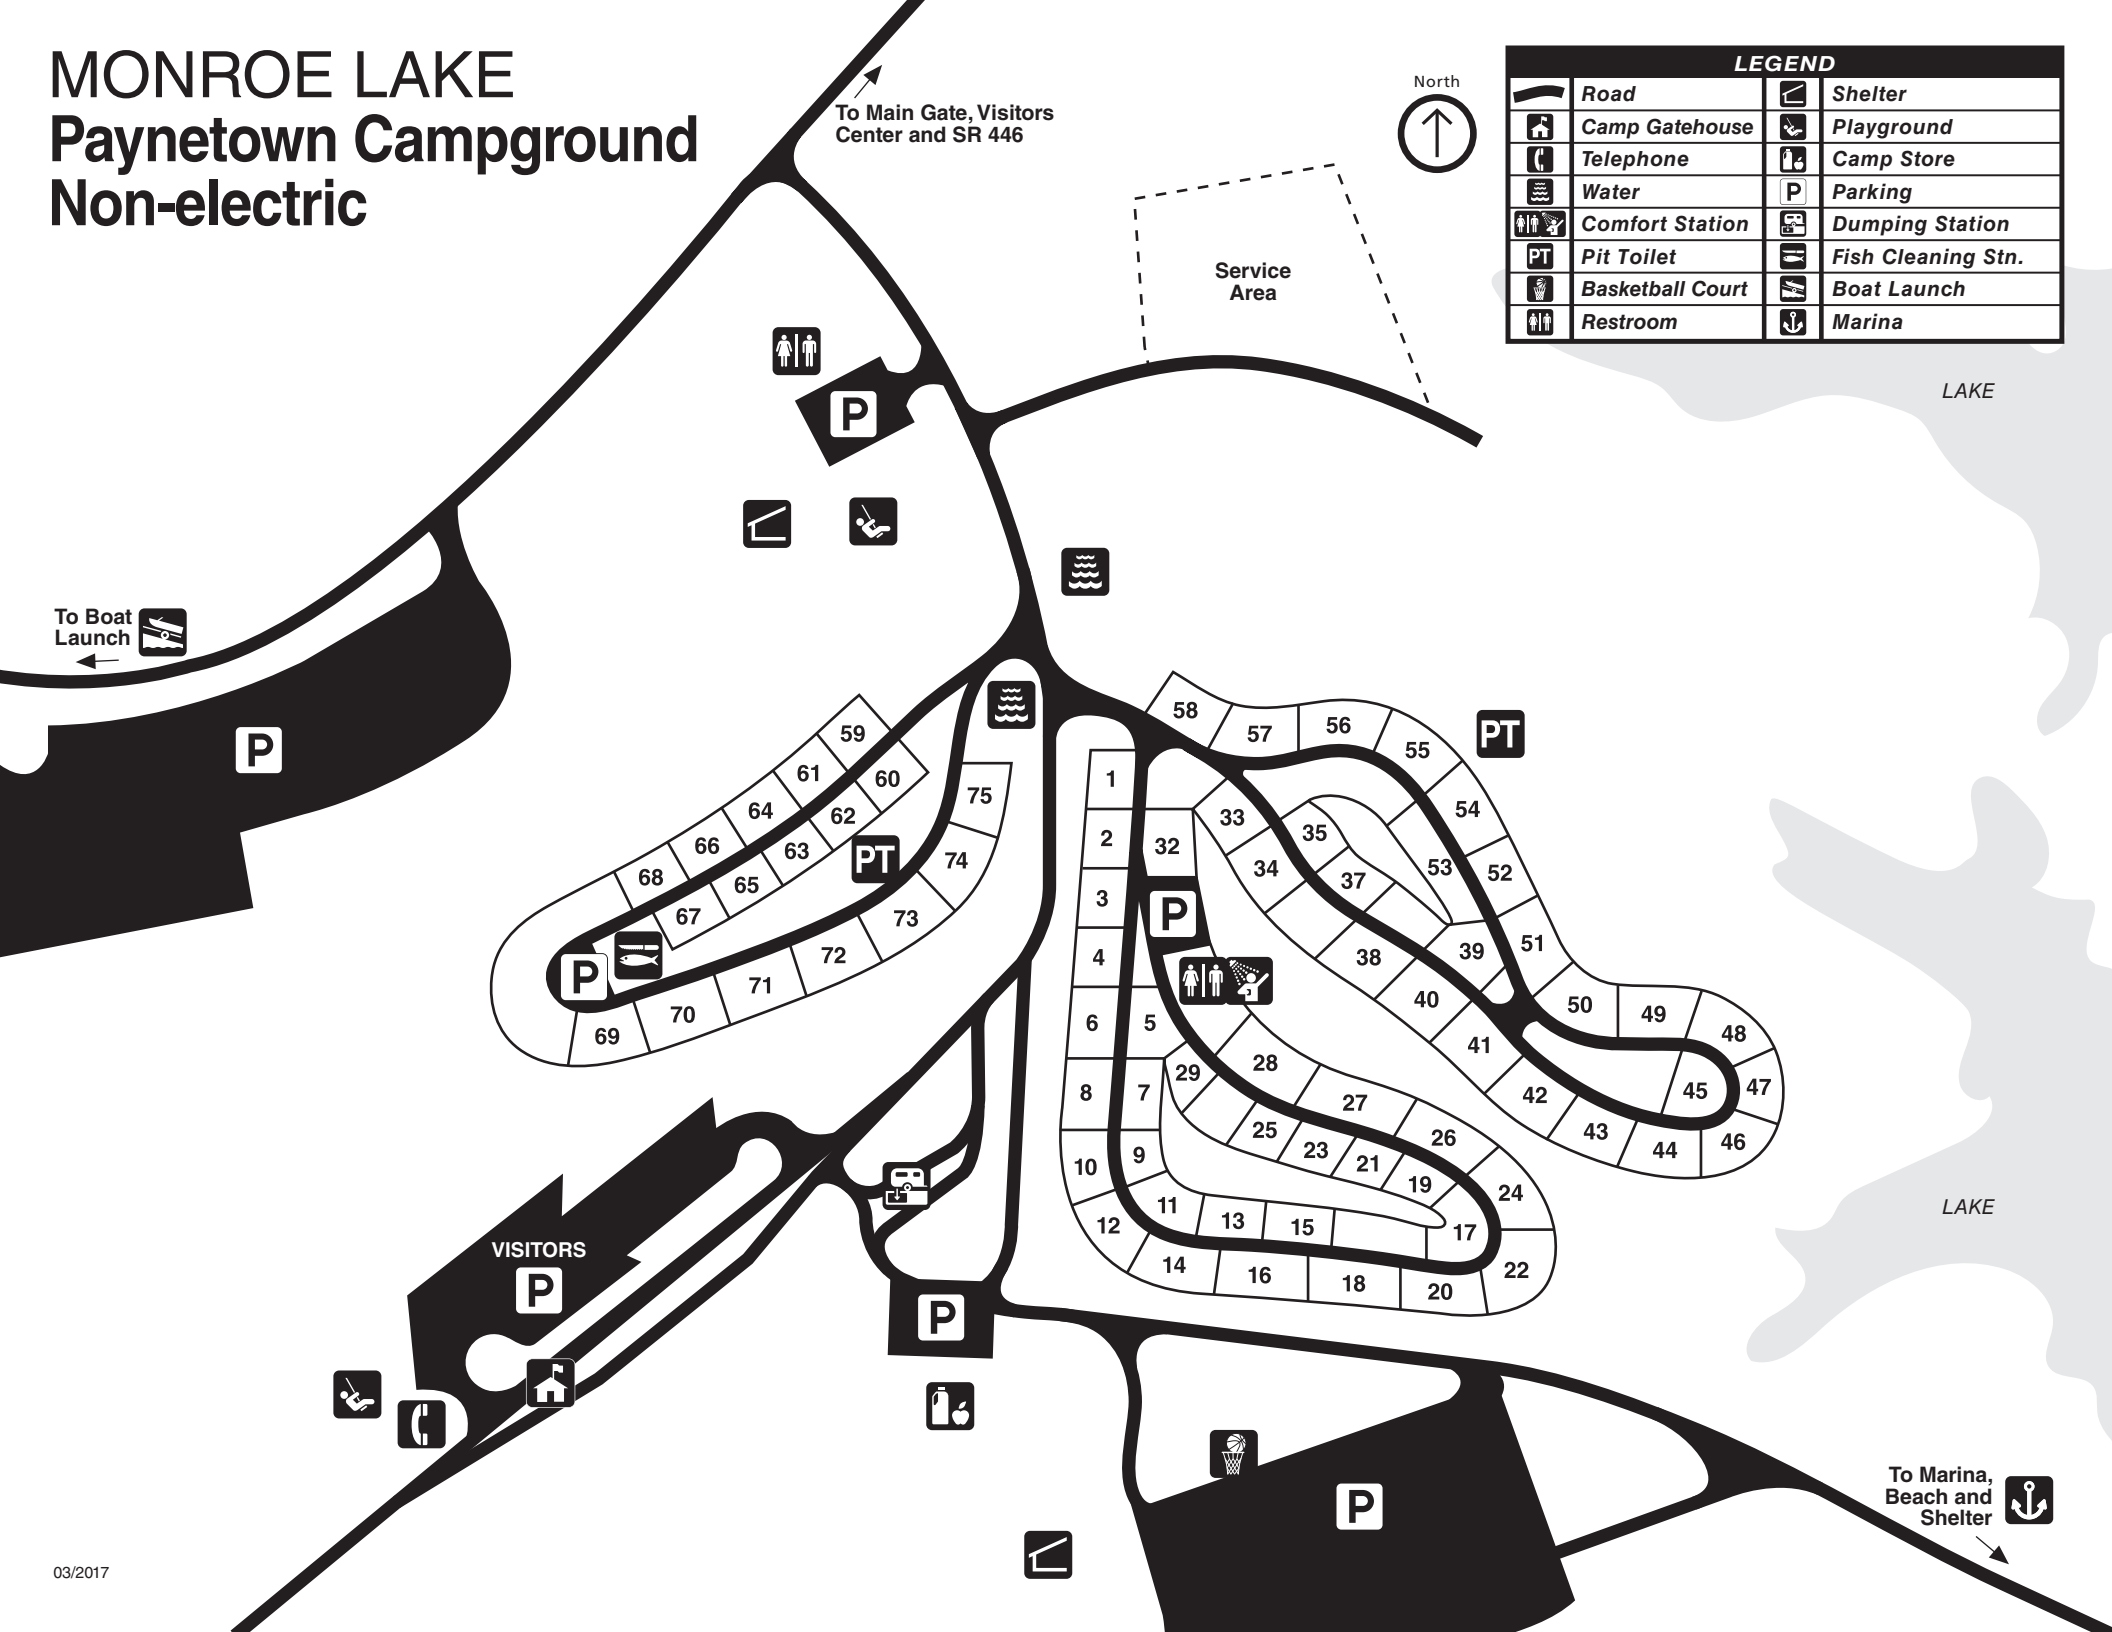 MONROE LAKE
Paynetown Campground
Non-electric
To Main Gate, Visitors
Center and SR 446
North
LEGEND
Road
Shelter
Camp Gatehouse
Playground
Telephone
Camp Store
Water
P
Parking
Comfort Station
Dumping Station
PT
Pit Toilet
Fish Cleaning Stn.
Basketball Court
Boat Launch
Restroom
Marina
Service
Area
LAKE
P
To Boat
Launch
P
58
57
56
55
PT
59
61
60
64
62
66
63
68
65
67
PT
75
74
73
72
71
70
69
P
1
2
32
3
P
4
6
5
8
7
10
9
12
11
13
15
14
16
18
20
17
22
24
19
21
23
25
26
27
28
29
33
34
35
37
38
39
40
41
42
43
44
45
46
47
48
49
50
51
52
53
54
VISITORS
P
P
P
LAKE
To Marina,
Beach and
Shelter
03/2017